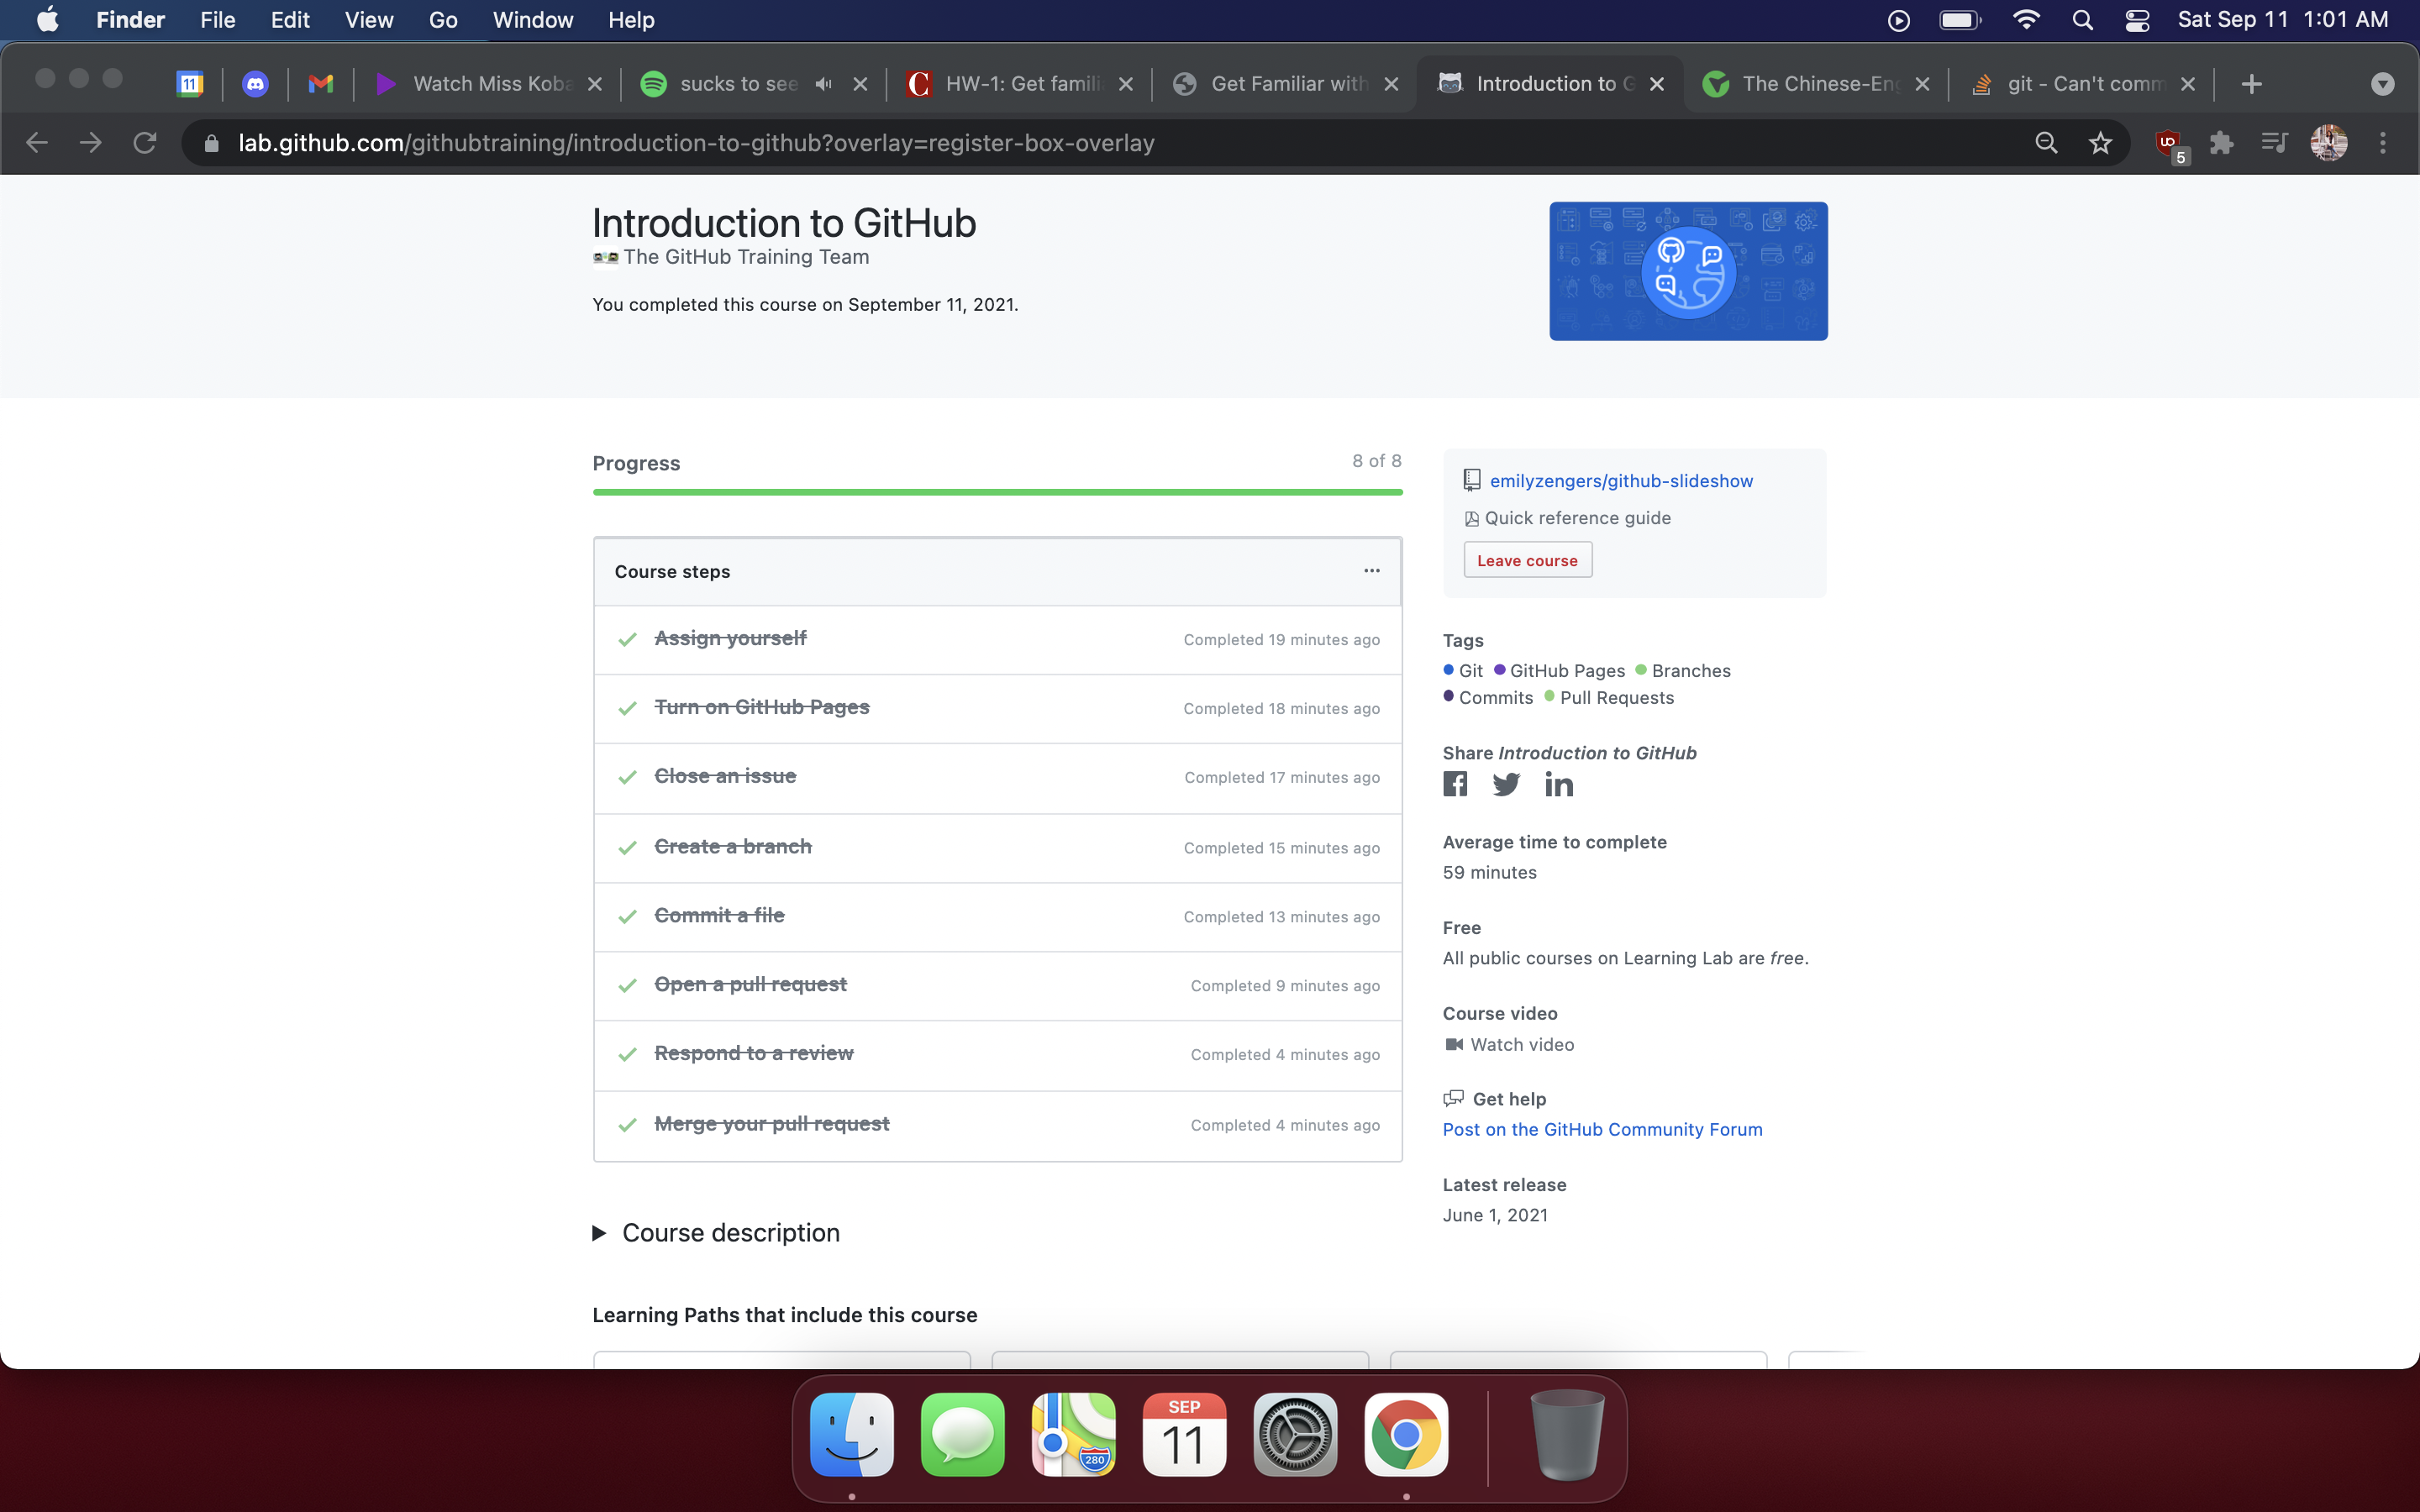 Finder File Edit View Go Window Help Sat Sep 11 1:01 AM
11 Watch Miss Koba sucks to see C HW-1: Get famili Get Familiar with Introduction to G The Chinese-Eng git - Can't comm
lab.github.com/githubtraining/introduction-to-github?overlay=register-box-overlay 5
Introduction to GitHub
The GitHub Training Team
You completed this course on September 11, 2021.
Progress 8 of 8
Course steps ...
Assign yourself Completed 19 minutes ago
Turn on GitHub Pages Completed 18 minutes ago
Close an issue Completed 17 minutes ago
Create a branch Completed 15 minutes ago
Commit a file Completed 13 minutes ago
Open a pull request Completed 9 minutes ago
Respond to a review Completed 4 minutes ago
Merge your pull request Completed 4 minutes ago
Course description
Learning Paths that include this course
emilyzengers/github-slideshow
Quick reference guide
Leave course
Tags
Git GitHub Pages Branches
Commits Pull Requests
Share Introduction to GitHub
Average time to complete
59 minutes
Free
All public courses on Learning Lab are free.
Course video
Watch video
Get help
Post on the GitHub Community Forum
Latest release
June 1, 2021
280
SEP
11